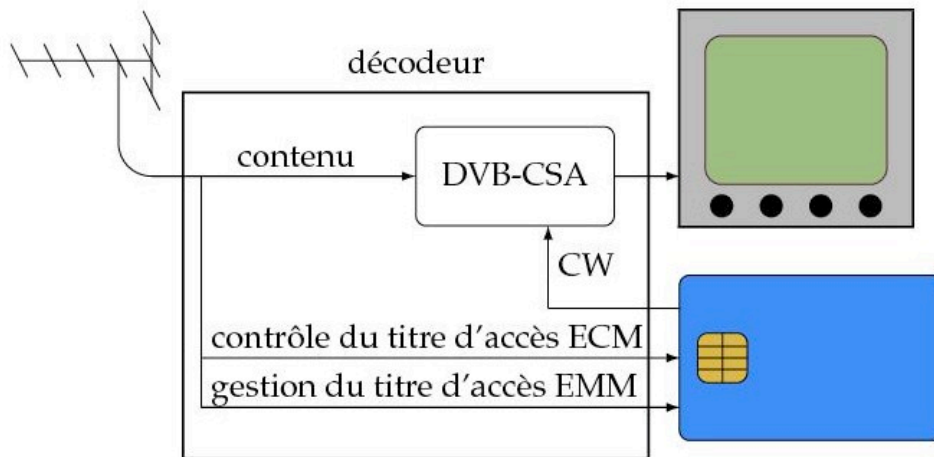 décodeur
contenu
DVB-CSA
CW
contrôle du titre d'accès ECM
gestion du titre d'accès EMM